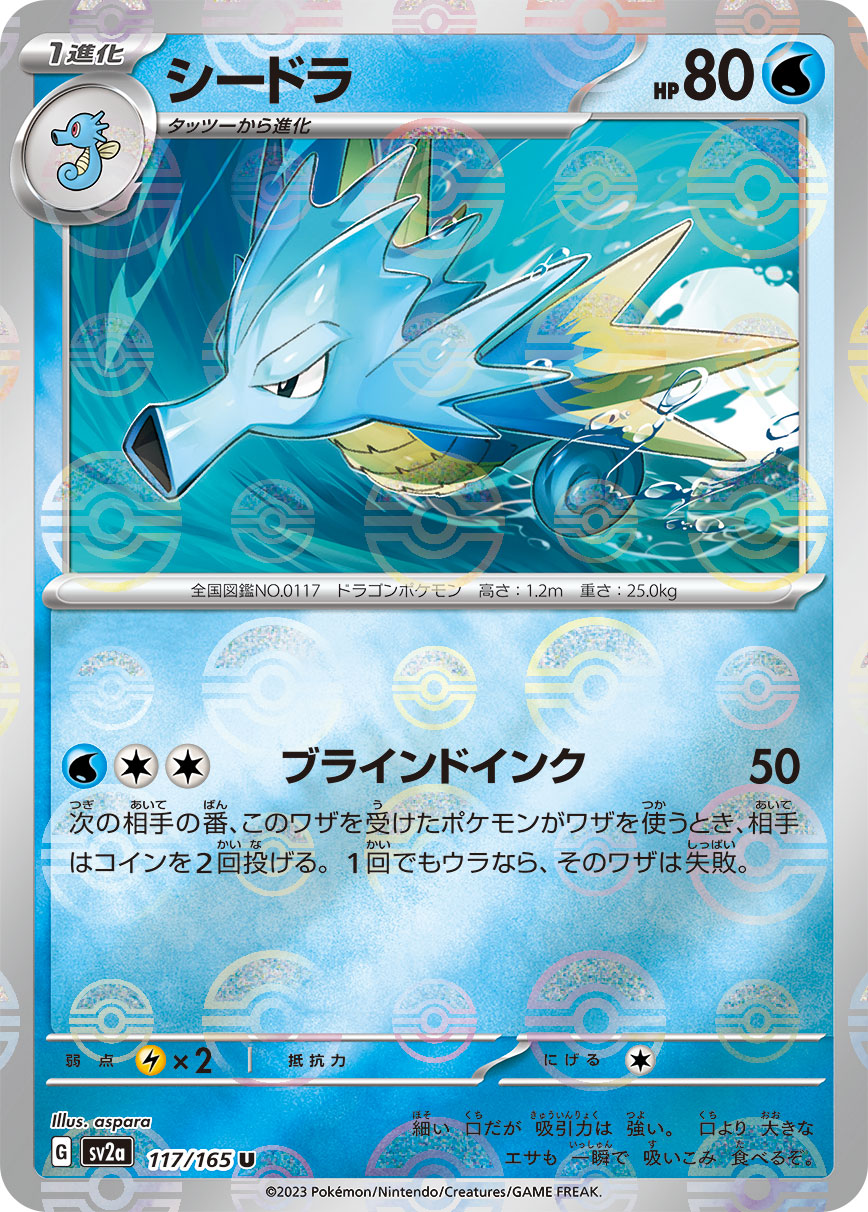 1進化
シードラ
HP80
タッツーから進化
全国図鑑NO.0117 ドラゴンポケモン 高さ:1.2m 重さ:25.0kg
ブラインドインク 50
次の相手の番、このワザを受けたポケモンがワザを使うとき、相手
はコインを2回投げる。1回でもウラなら、そのワザは失敗。
弱点 ×2 抵抗力 にげる
Illus. aspara
細い 口だが 吸引力は 強い。 口より 大きな
エサも 一瞬で 吸いこみ 食べるぞ。
G sv2a 117/165 U
©2023 Pokémon/Nintendo/Creatures/GAME FREAK.